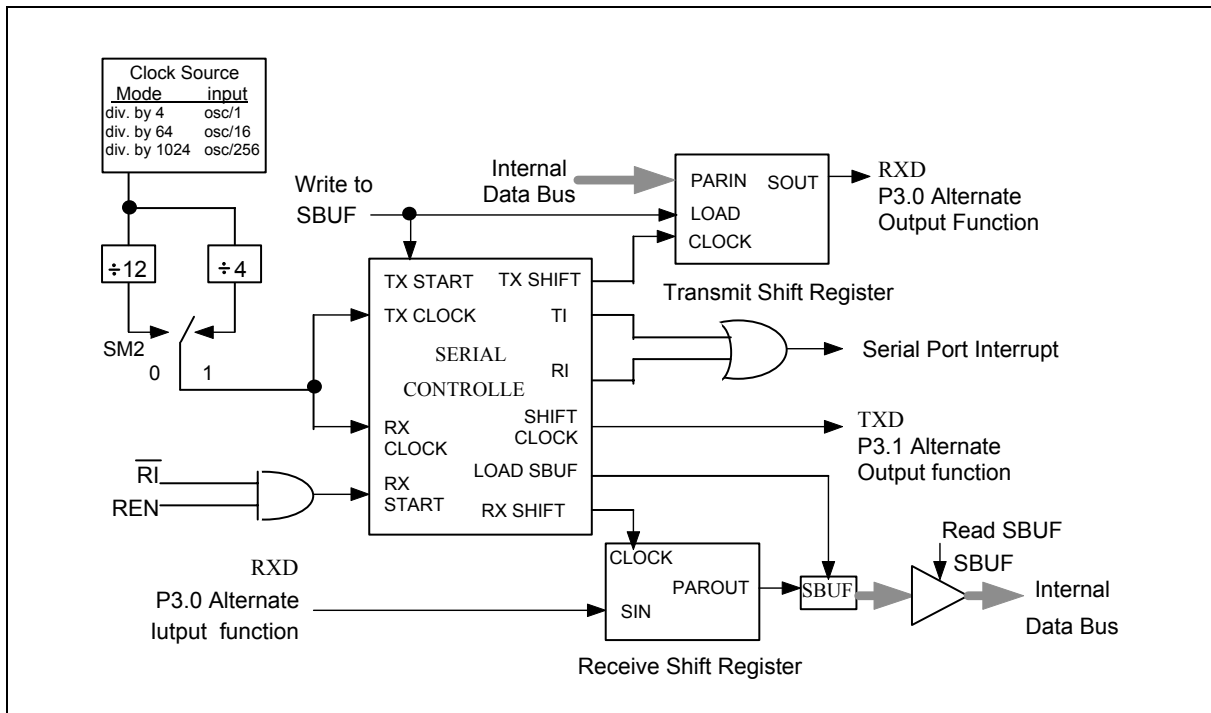 Clock Source
Mode input
div. by 4 osc/1
div. by 64 osc/16
div. by 1024 osc/256
÷12
÷4
SM2
0 1
Write to
SBUF
Internal
Data Bus
PARIN SOUT
LOAD
CLOCK
Transmit Shift Register
RXD
P3.0 Alternate
Output Function
TX START TX SHIFT
TX CLOCK TI
SERIAL
CONTROLLE
RI
SHIFT
CLOCK
RX
CLOCK
LOAD SBUF
RX
START
RX SHIFT
Serial Port Interrupt
TXD
P3.1 Alternate
Output function
RI
REN
RXD
P3.0 Alternate
Iutput function
CLOCK
PAROUT
SIN
Receive Shift Register
SBUF
Read SBUF
SBUF
Internal
Data Bus